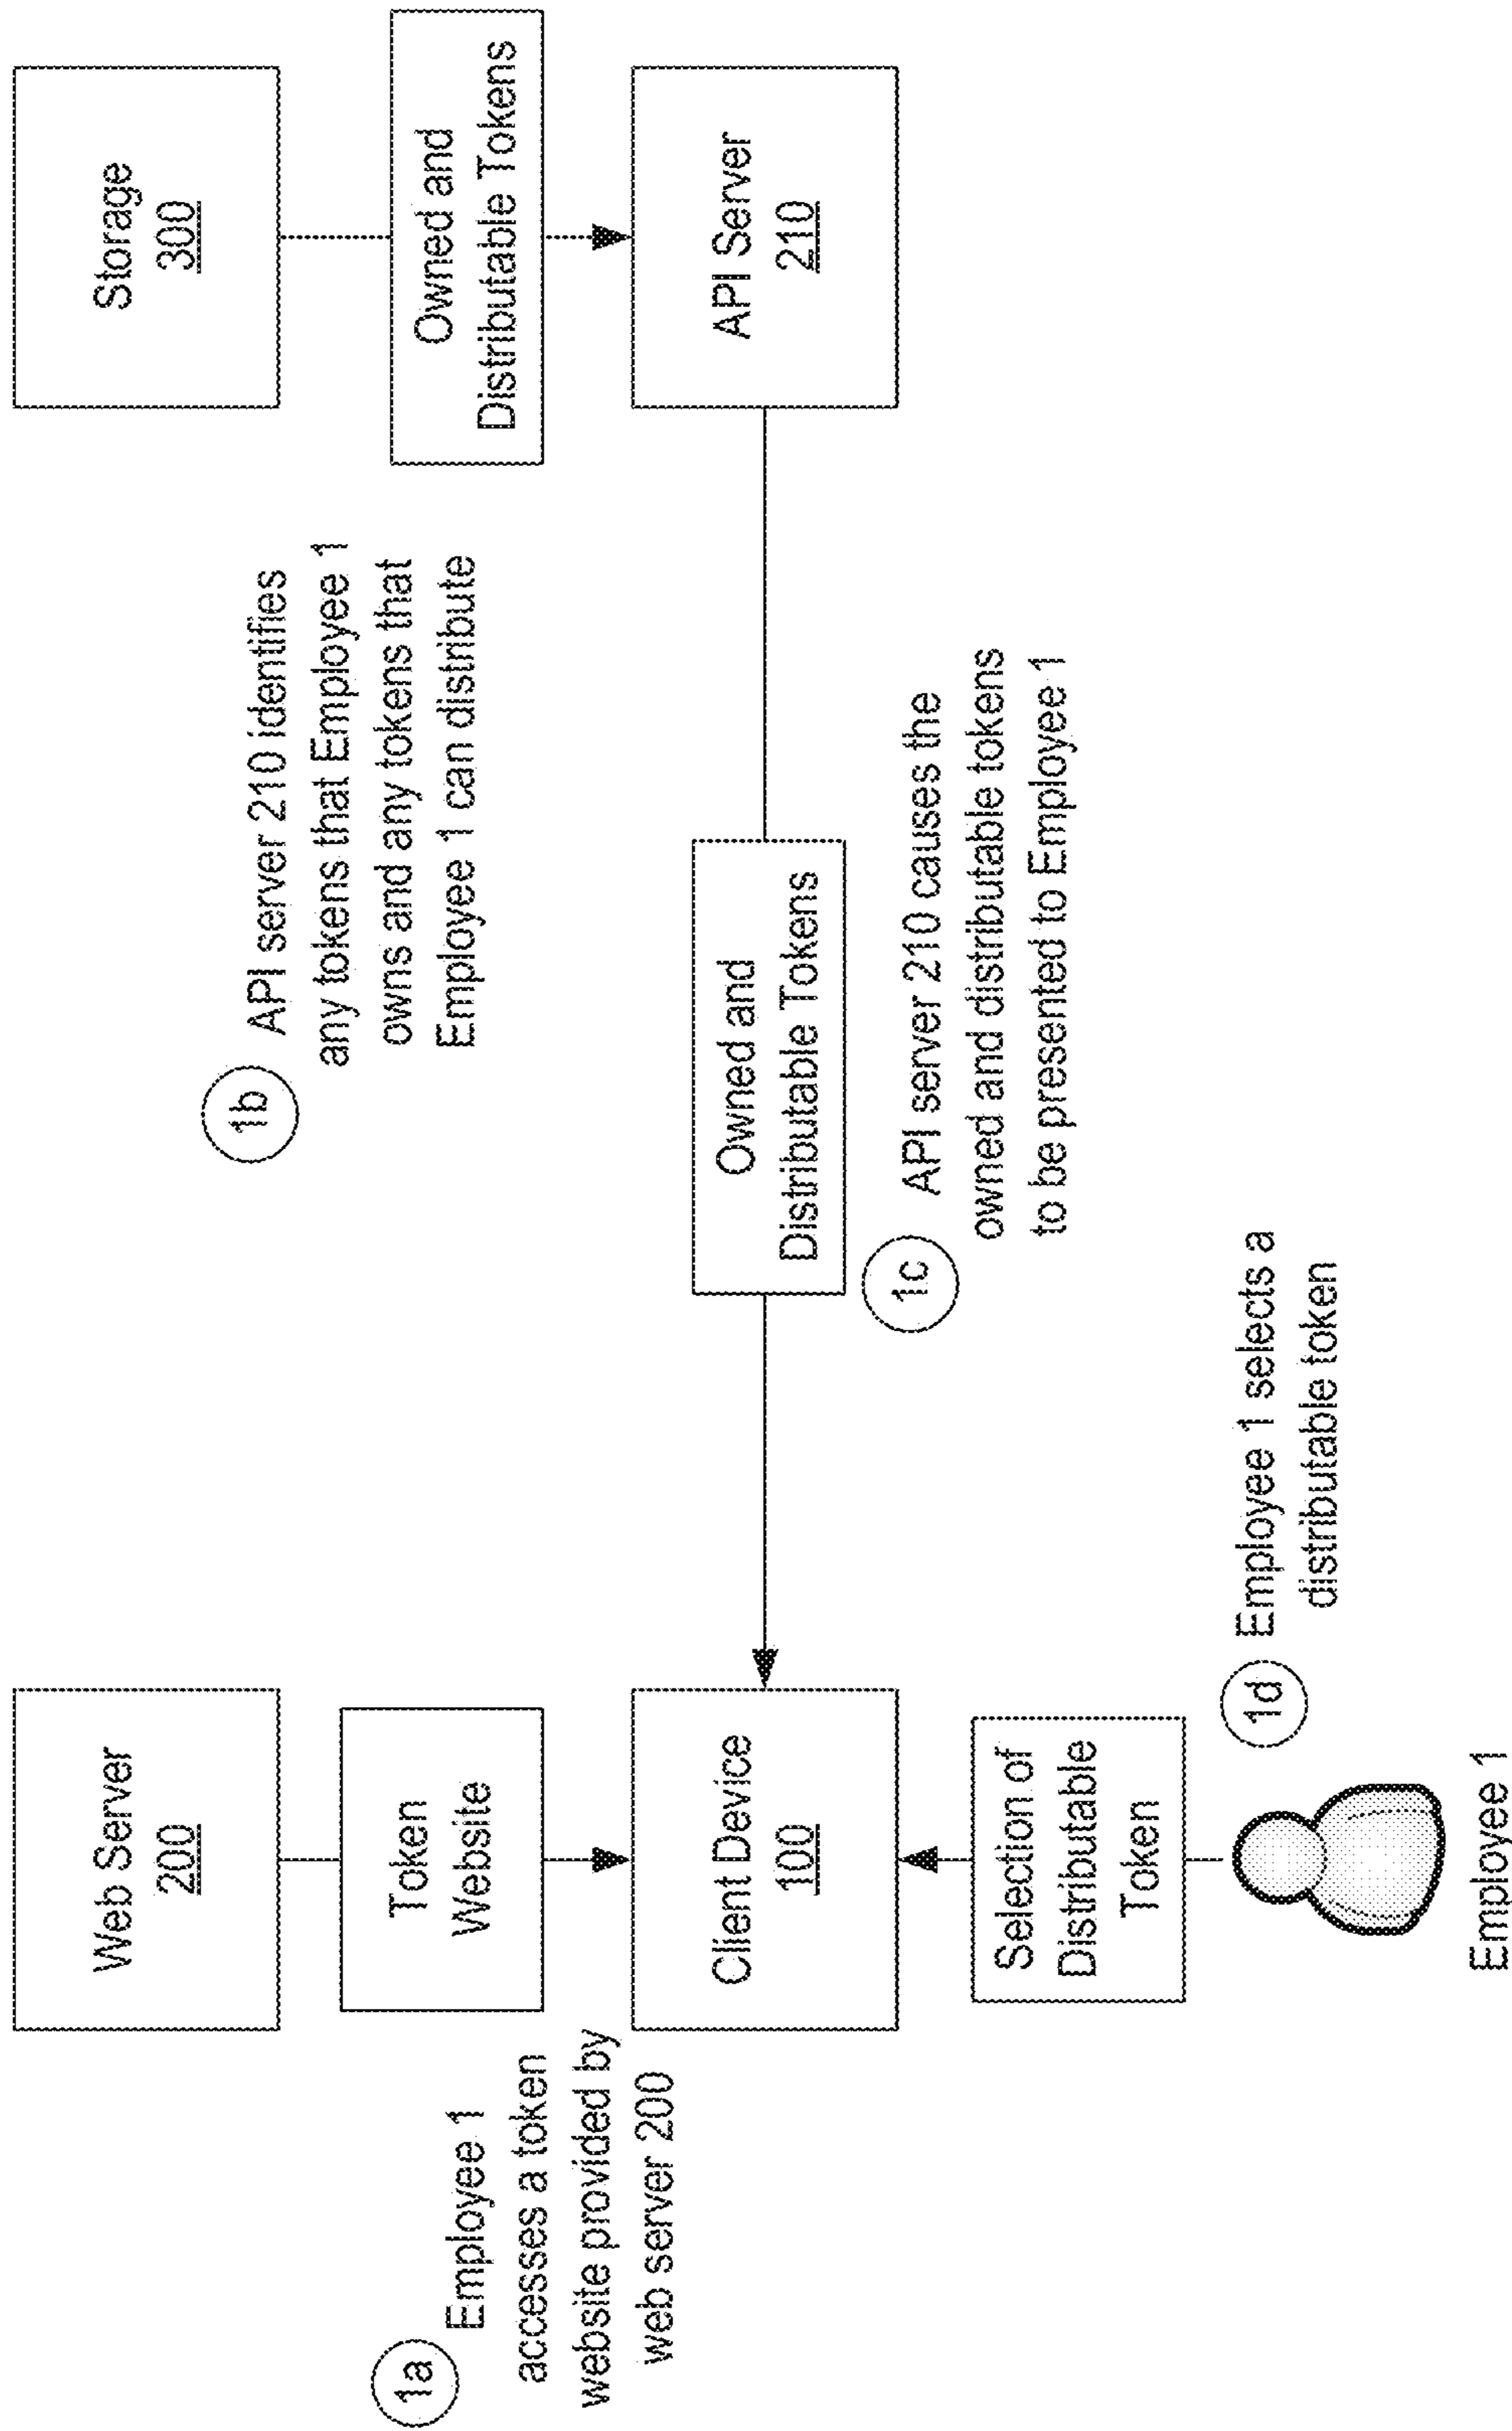 Web Server
200
Storage
300
1a
Employee 1
accesses a token
website provided by
web server 200
Token
Website
1b
API server 210 identifies
any tokens that Employee 1
owns and any tokens that
Employee 1 can distribute
Owned and
Distributable Tokens
Client Device
100
Owned and
Distributable Tokens
API Server
210
1c
API server 210 causes the
owned and distributable tokens
to be presented to Employee 1
Selection of
Distributable
Token
1d
Employee 1 selects a
distributable token
Employee 1